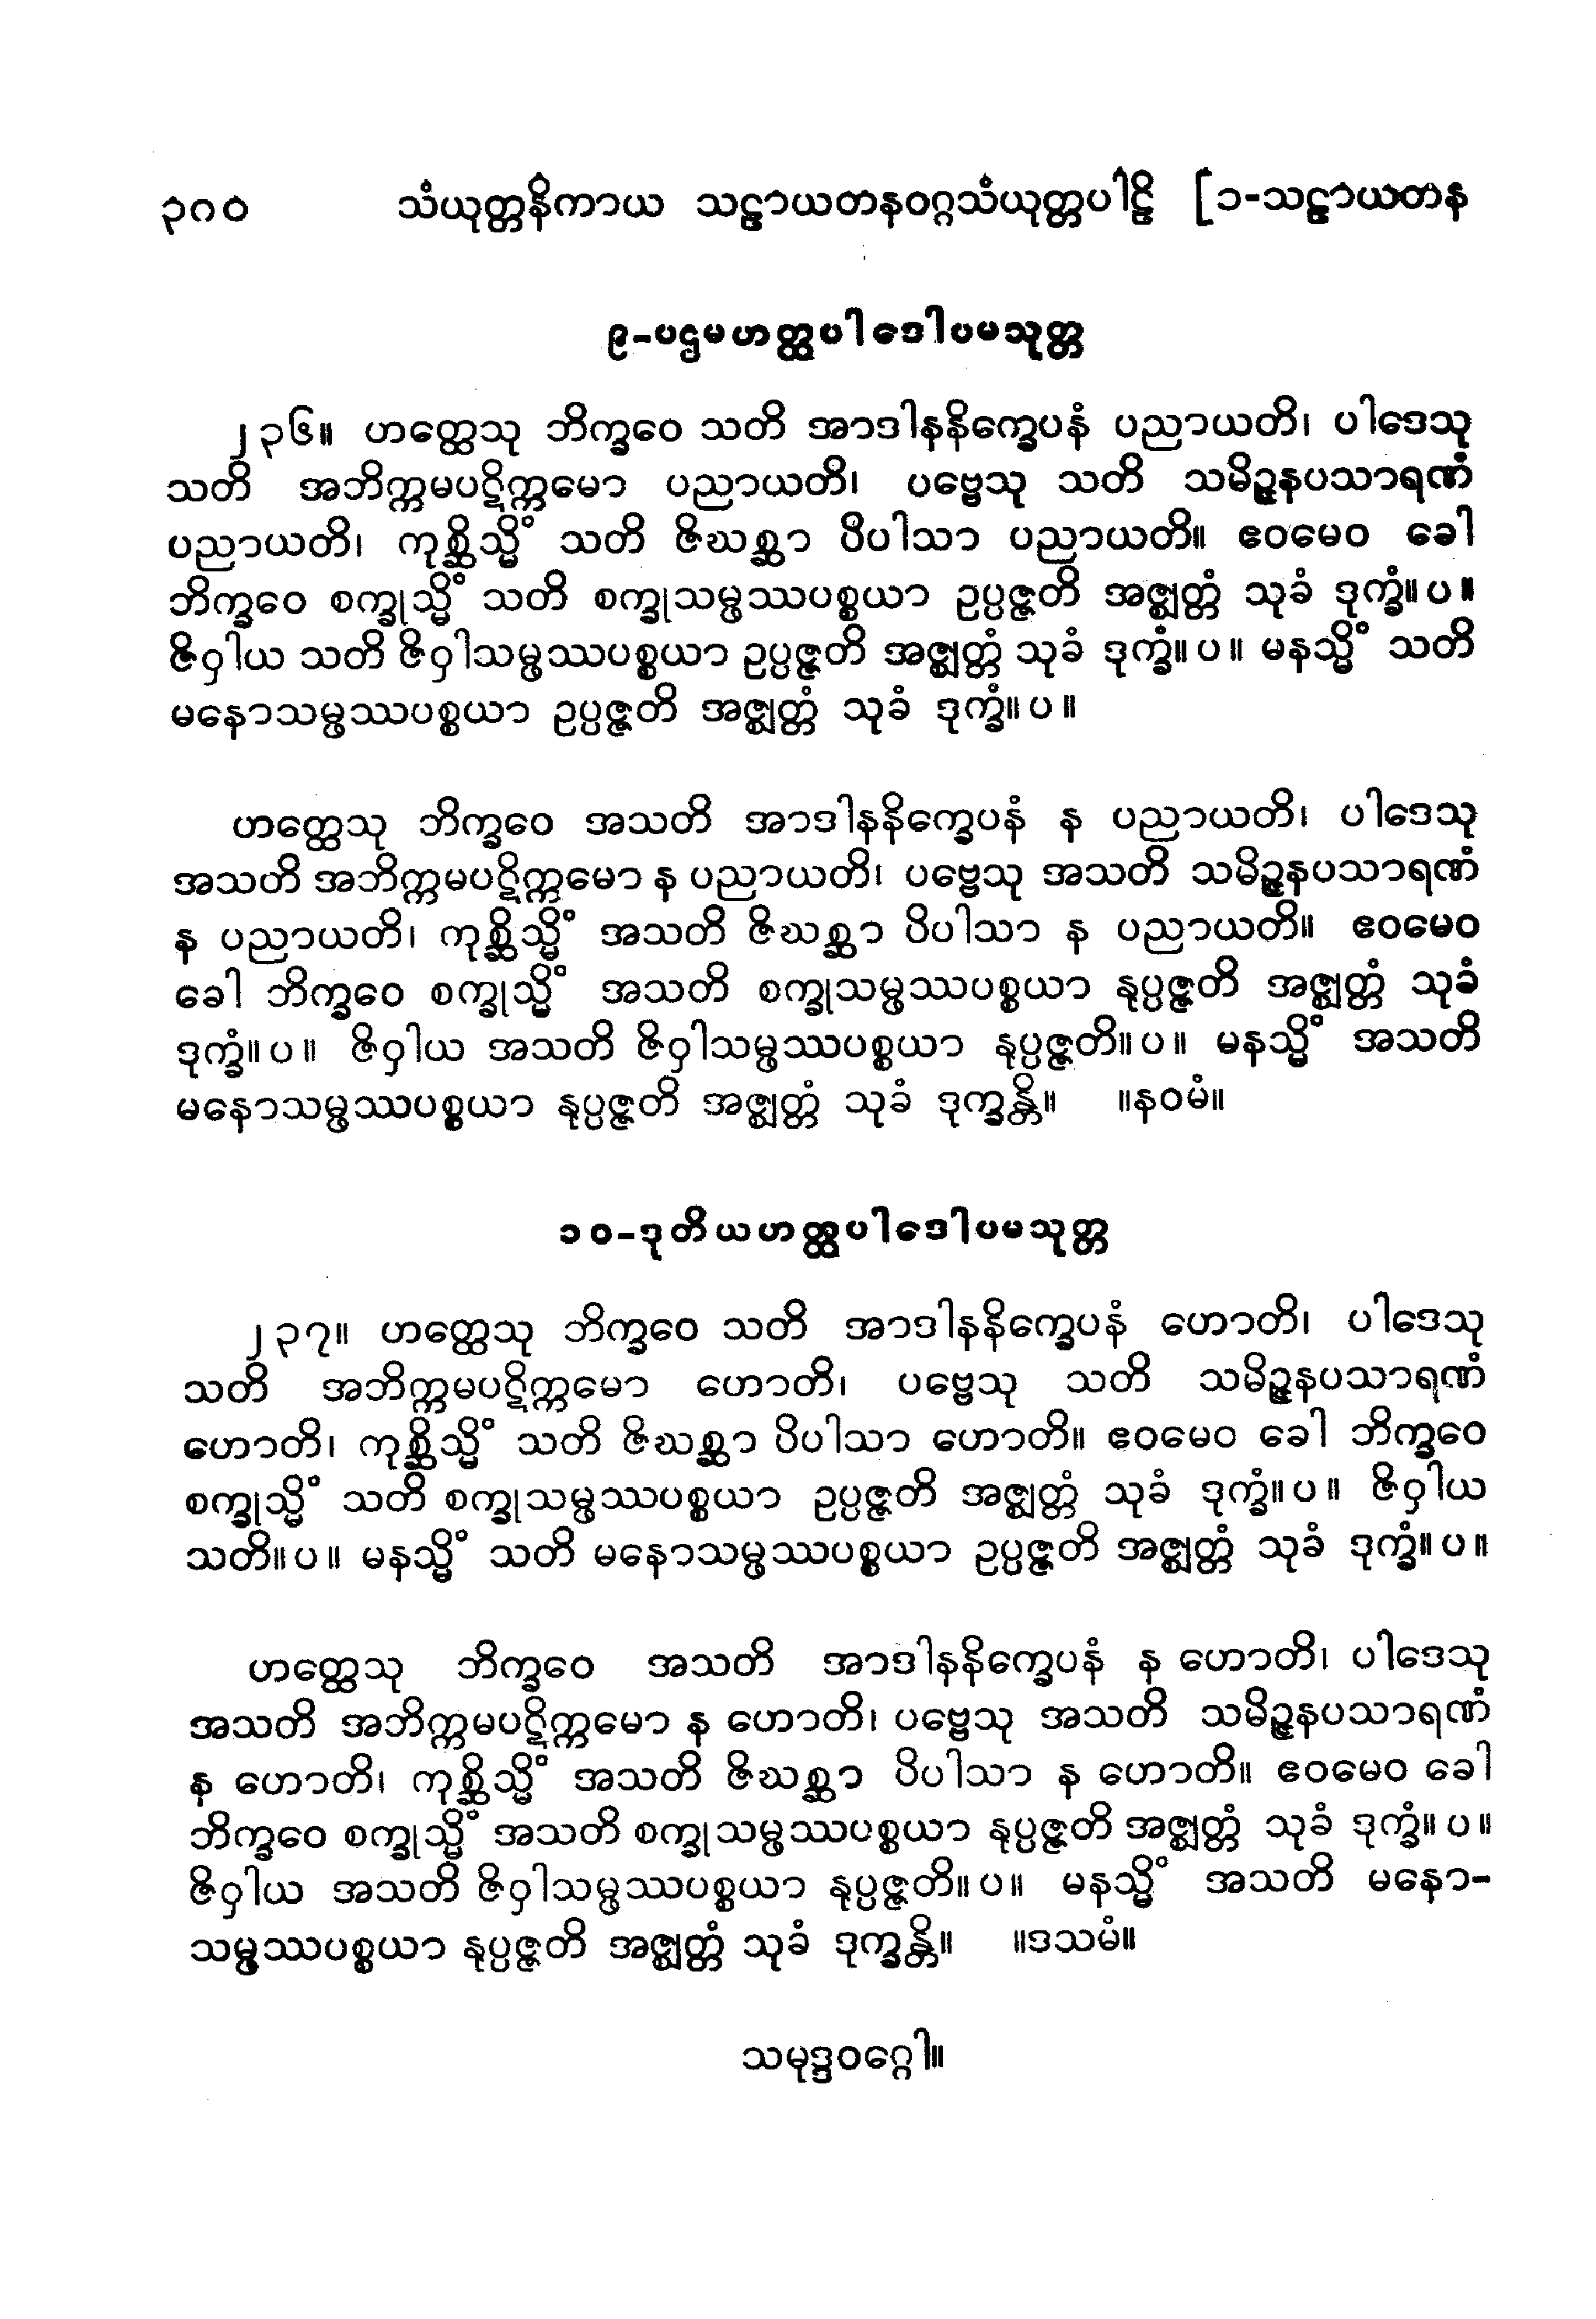 ၃၈၀ သံယုတ္တနိကာယ သဠာယတနဝဂ္ဂသံယုတ္တပါဠိ [၁-သဠာယတန
၉-ပဌမဟတ္ထပါဒေါပမသုတ္တ
၂၃၆။ ဟတ္ထေသု ဘိက္ခဝေ သတိ အာဒါနနိက္ခေပနံ ပညာယတိ၊ ပါဒေသု
သတိ အဘိက္ကမပဋိက္ကမော ပညာယတိ၊ ပဗ္ဗေသု သတိ သမိဉ္ဇနပသာရဏံ
ပညာယတိ၊ ကုစ္ဆိသ္မိံ သတိ ဇိဃစ္ဆာ ပိပါသာ ပညာယတိ။ ဧဝမေဝ ခေါ
ဘိက္ခဝေ စက္ခုသ္မိံ သတိ စက္ခုသမ္ဖဿပစ္စယာ ဥပ္ပဇ္ဇတိ အဇ္ဈတ္တံ သုခံ ဒုက္ခံ။ပ။
ဇိဝှါယ သတိ ဇိဝှါသမ္ဖဿပစ္စယာ ဥပ္ပဇ္ဇတိ အဇ္ဈတ္တံ သုခံ ဒုက္ခံ။ပ။ မနသ္မိံ သတိ
မနောသမ္ဖဿပစ္စယာ ဥပ္ပဇ္ဇတိ အဇ္ဈတ္တံ သုခံ ဒုက္ခံ။ပ။
ဟတ္ထေသု ဘိက္ခဝေ အသတိ အာဒါနနိက္ခေပနံ န ပညာယတိ၊ ပါဒေသု
အသတိ အဘိက္ကမပဋိက္ကမော န ပညာယတိ၊ ပဗ္ဗေသု အသတိ သမိဉ္ဇနပသာရဏံ
န ပညာယတိ၊ ကုစ္ဆိသ္မိံ အသတိ ဇိဃစ္ဆာ ပိပါသာ န ပညာယတိ။ ဧဝမေဝ
ခေါ ဘိက္ခဝေ စက္ခုသ္မိံ အသတိ စက္ခုသမ္ဖဿပစ္စယာ နုပ္ပဇ္ဇတိ အဇ္ဈတ္တံ သုခံ
ဒုက္ခံ။ပ။ ဇိဝှါယ အသတိ ဇိဝှါသမ္ဖဿပစ္စယာ နုပ္ပဇ္ဇတိ။ပ။ မနသ္မိံ အသတိ
မနောသမ္ဖဿပစ္စယာ နုပ္ပဇ္ဇတိ အဇ္ဈတ္တံ သုခံ ဒုက္ခန္တိ။ ။နဝမံ။
၁၀-ဒုတိယဟတ္ထပါဒေါပမသုတ္တ
၂၃၇။ ဟတ္ထေသု ဘိက္ခဝေ သတိ အာဒါနနိက္ခေပနံ ဟောတိ၊ ပါဒေသု
သတိ အဘိက္ကမပဋိက္ကမော ဟောတိ၊ ပဗ္ဗေသု သတိ သမိဉ္ဇနပသာရဏံ
ဟောတိ၊ ကုစ္ဆိသ္မိံ သတိ ဇိဃစ္ဆာ ပိပါသာ ဟောတိ။ ဧဝမေဝ ခေါ ဘိက္ခဝေ
စက္ခုသ္မိံ သတိ စက္ခုသမ္ဖဿပစ္စယာ ဥပ္ပဇ္ဇတိ အဇ္ဈတ္တံ သုခံ ဒုက္ခံ။ပ။ ဇိဝှါယ
သတိ။ပ။ မနသ္မိံ သတိ မနောသမ္ဖဿပစ္စယာ ဥပ္ပဇ္ဇတိ အဇ္ဈတ္တံ သုခံ ဒုက္ခံ။ပ။
ဟတ္ထေသု ဘိက္ခဝေ အသတိ အာဒါနနိက္ခေပနံ န ဟောတိ၊ ပါဒေသု
အသတိ အဘိက္ကမပဋိက္ကမော န ဟောတိ၊ ပဗ္ဗေသု အသတိ သမိဉ္ဇနပသာရဏံ
န ဟောတိ၊ ကုစ္ဆိသ္မိံ အသတိ ဇိဃစ္ဆာ ပိပါသာ န ဟောတိ။ ဧဝမေဝ ခေါ
ဘိက္ခဝေ စက္ခုသ္မိံ အသတိ စက္ခုသမ္ဖဿပစ္စယာ နုပ္ပဇ္ဇတိ အဇ္ဈတ္တံ သုခံ ဒုက္ခံ။ပ။
ဇိဝှါယ အသတိ ဇိဝှါသမ္ဖဿပစ္စယာ နုပ္ပဇ္ဇတိ။ပ။ မနသ္မိံ အသတိ မနော-
သမ္ဖဿပစ္စယာ နုပ္ပဇ္ဇတိ အဇ္ဈတ္တံ သုခံ ဒုက္ခန္တိ။ ။ဒသမံ။
သမုဒ္ဒဝဂ္ဂေါ။